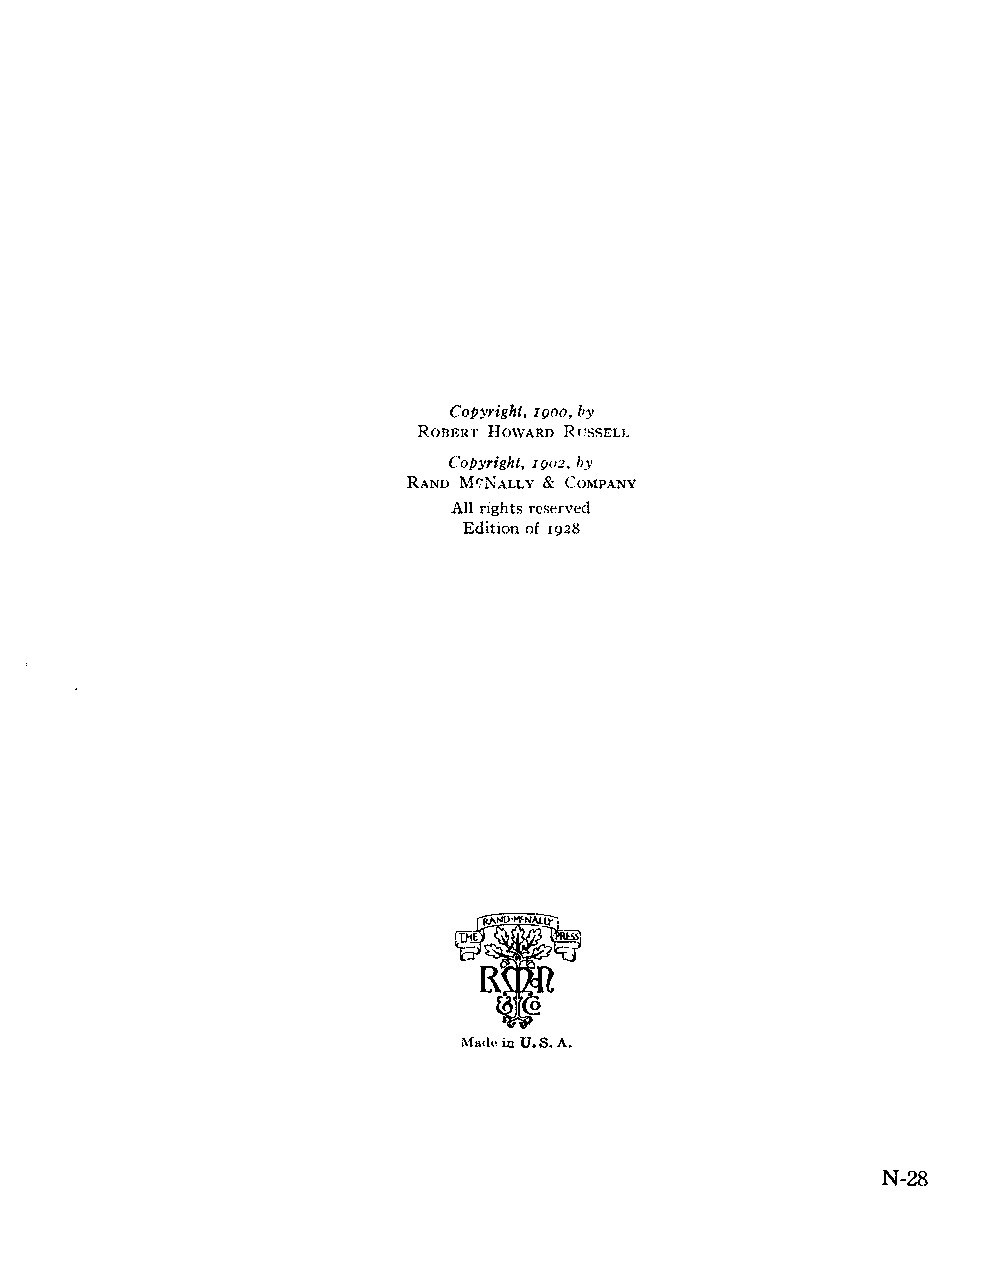 Copyright, 1900, by
ROBERT HOWARD RUSSELL
Copyright, 1902, by
RAND McNALLY & COMPANY
All rights reserved
Edition of 1928
THE RAND-McNALLY PRESS
RMcN
& Co
Made in U. S. A.
N-28